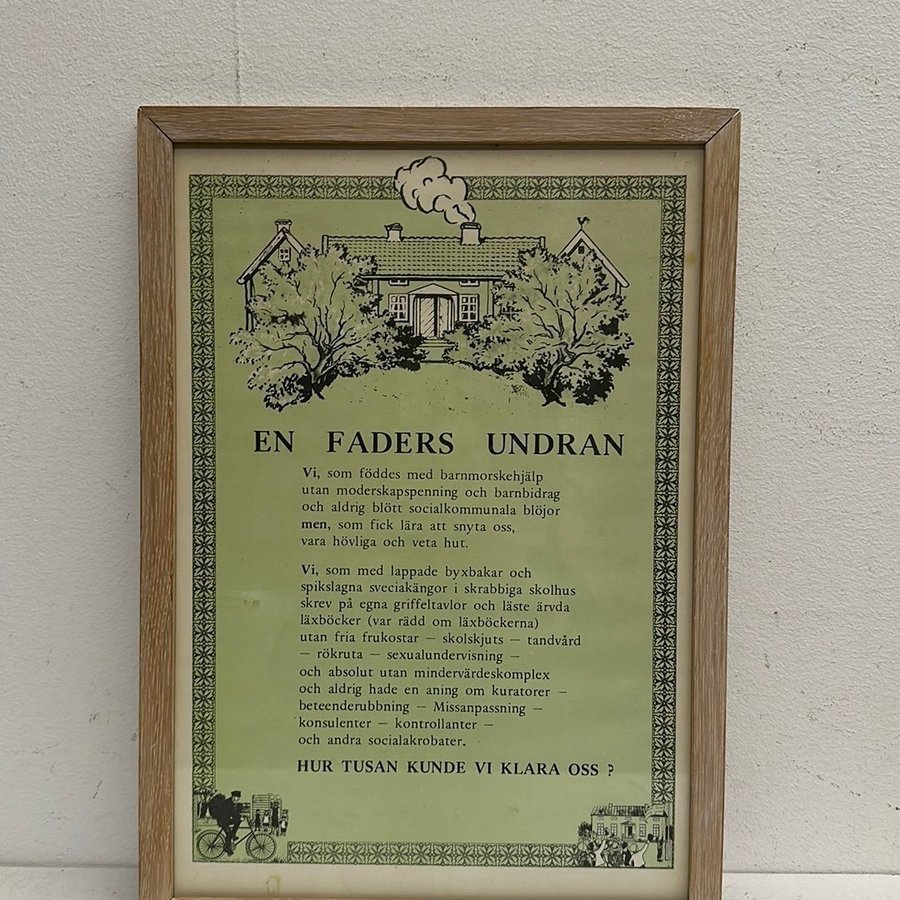 EN FADERS UNDRAN
Vi, som föddes med barnmorskehjälp
utan moderskapspenning och barnbidrag
och aldrig blött socialkommunala blöjor
men, som fick lära att snyta oss,
vara hövliga och veta hut.
Vi, som med lappade byxbakar och
spikslagna sveciakängor i skrabbiga skolhus
skrev på egna griffeltavlor och läste ärvda
läxböcker (var rädd om läxböckerna)
utan fria frukostar — skolskjuts — tandvård
— rökruta — sexualundervisning —
och absolut utan mindervärdeskomplex
och aldrig hade en aning om kuratorer —
beteenderubbning — Missanpassning —
konsulenter — kontrollanter —
och andra socialakrobater.
HUR TUSAN KUNDE VI KLARA OSS ?